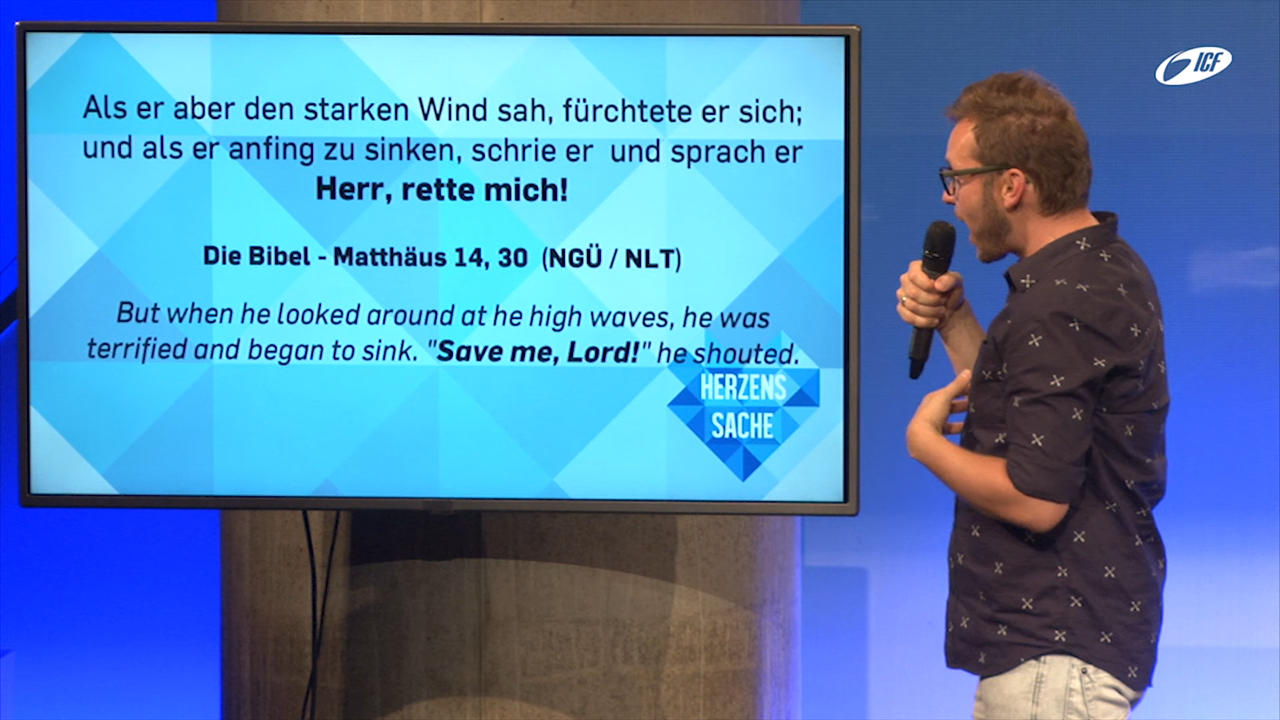 ICF
Als er aber den starken Wind sah, fürchtete er sich;
und als er anfing zu sinken, schrie er und sprach er
Herr, rette mich!
Die Bibel - Matthäus 14, 30 (NGÜ / NLT)
But when he looked around at he high waves, he was
terrified and began to sink. "Save me, Lord!" he shouted.
HERZENS
SACHE